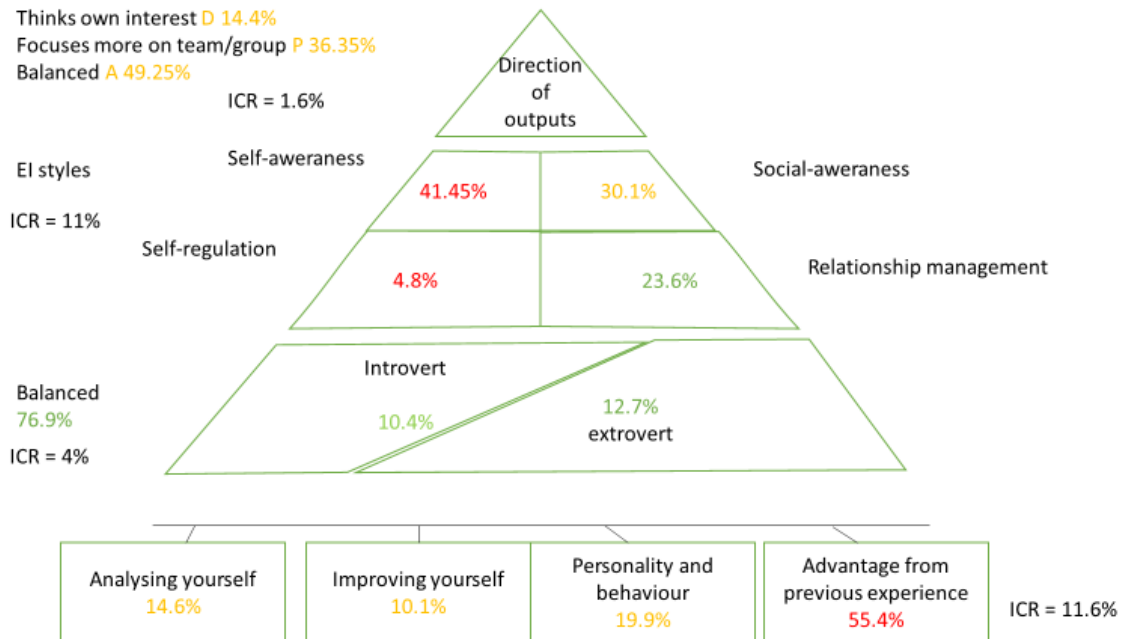 Thinks own interest D 14.4%
Focuses more on team/group P 36.35%
Balanced A 49.25%
ICR = 1.6%
Direction
of
outputs
EI styles
ICR = 11%
Self-aweraness
41.45%
30.1%
Social-aweraness
Self-regulation
4.8%
23.6%
Relationship management
Balanced
76.9%
ICR = 4%
Introvert
10.4%
12.7%
extrovert
Analysing yourself
14.6%
Improving yourself
10.1%
Personality and
behaviour
19.9%
Advantage from
previous experience
55.4%
ICR = 11.6%